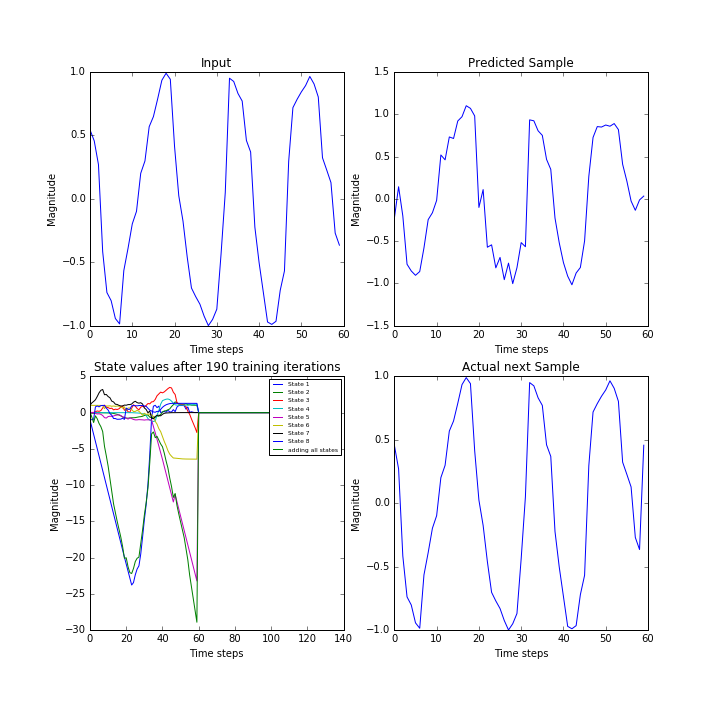 Input
Magnitude
1.0
0.5
0.0
−0.5
−1.0
0 10 20 30 40 50 60
Time steps
Predicted Sample
Magnitude
1.5
1.0
0.5
0.0
−0.5
−1.0
−1.5
0 10 20 30 40 50 60
Time steps
State values after 190 training iterations
Magnitude
5
0
−5
−10
−15
−20
−25
−30
0 20 40 60 80 100 120 140
Time steps
State 1
State 2
State 3
State 4
State 5
State 6
State 7
State 8
adding all states
Actual next Sample
Magnitude
1.0
0.5
0.0
−0.5
−1.0
0 10 20 30 40 50 60
Time steps